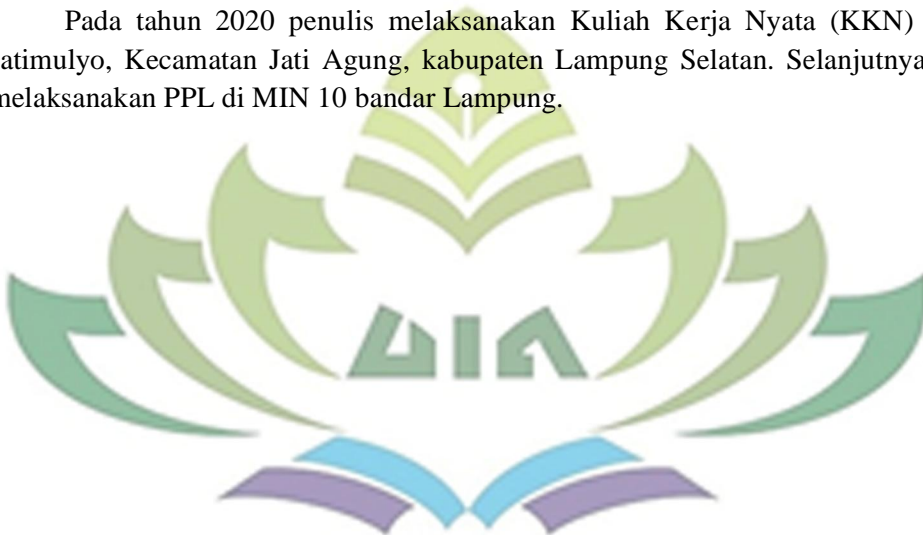 Pada tahun 2020 penulis melaksanakan Kuliah Kerja Nyata (KKN)
atimulyo, Kecamatan Jati Agung, kabupaten Lampung Selatan. Selanjutnya
melaksanakan PPL di MIN 10 bandar Lampung.
UIN